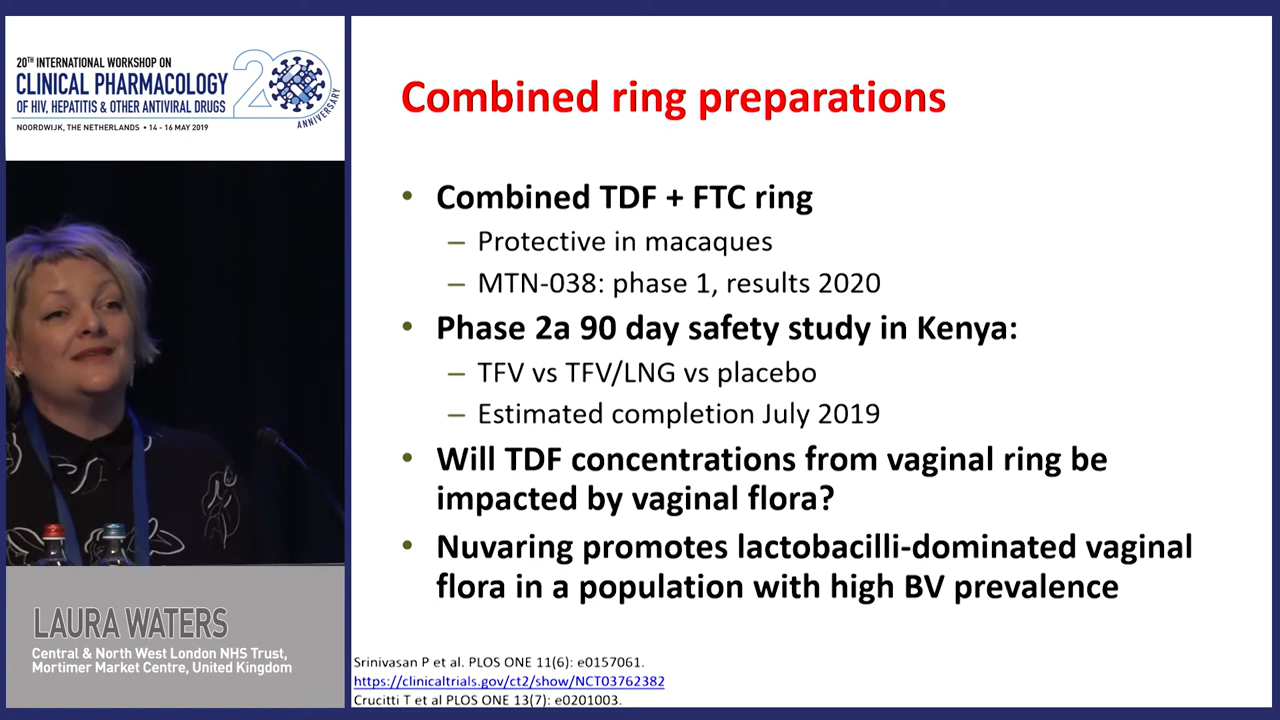 20TH INTERNATIONAL WORKSHOP ON
CLINICAL PHARMACOLOGY
OF HIV, HEPATITIS & OTHER ANTIVIRAL DRUGS
20
ANNIVERSARY
NOORDWIJK, THE NETHERLANDS • 14 - 16 MAY 2019
Combined ring preparations
• Combined TDF + FTC ring
– Protective in macaques
– MTN-038: phase 1, results 2020
• Phase 2a 90 day safety study in Kenya:
– TFV vs TFV/LNG vs placebo
– Estimated completion July 2019
• Will TDF concentrations from vaginal ring be
impacted by vaginal flora?
• Nuvaring promotes lactobacilli-dominated vaginal
flora in a population with high BV prevalence
LAURA WATERS
Central & North West London NHS Trust,
Mortimer Market Centre, United Kingdom
Srinivasan P et al. PLOS ONE 11(6): e0157061.
https://clinicaltrials.gov/ct2/show/NCT03762382
Crucitti T et al PLOS ONE 13(7): e0201003.